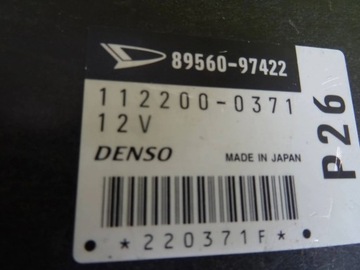 89560-97422
112200-0371
12V
DENSO MADE IN JAPAN
*220371F*
P26